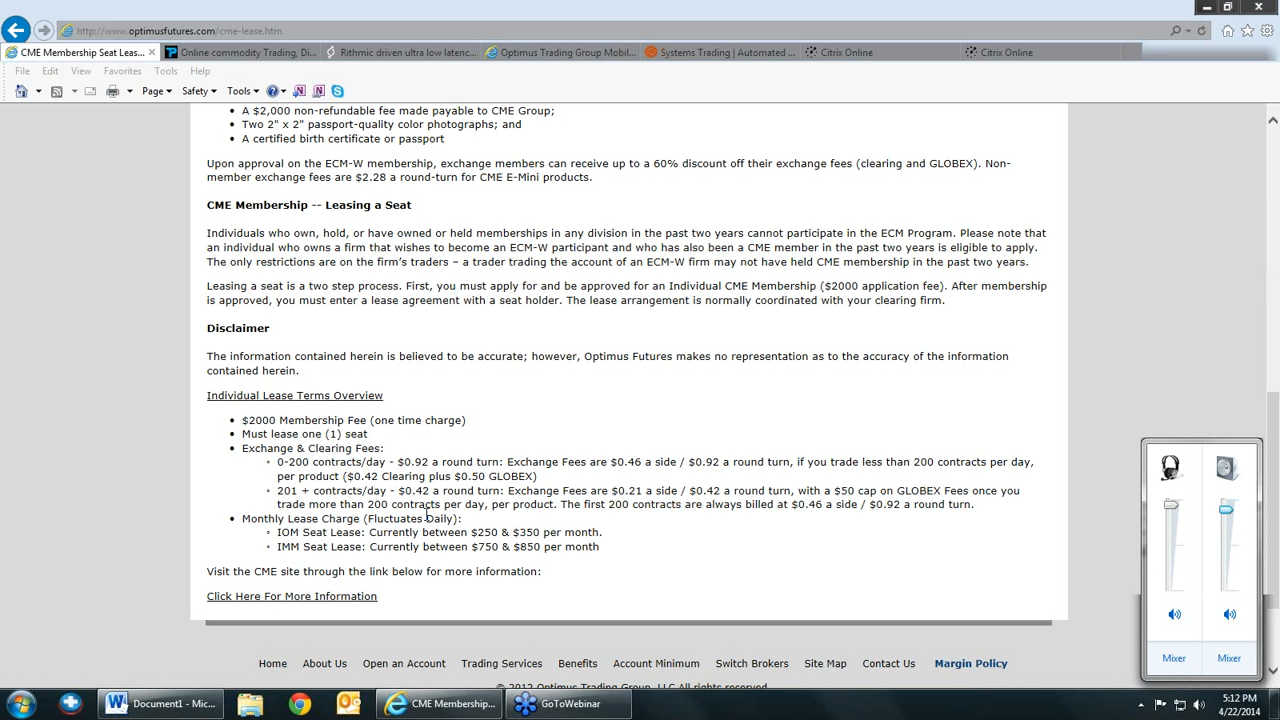 http://www.optimusfutures.com/cme-lease.htm
CME Membership Seat Leas...
Online commodity Trading, Di...
Rithmic driven ultra low latenc...
Optimus Trading Group Mobil...
Systems Trading | Automated ...
Citrix Online
Citrix Online
File Edit View Favorites Tools Help
Page Safety Tools
• A $2,000 non-refundable fee made payable to CME Group;
• Two 2" x 2" passport-quality color photographs; and
• A certified birth certificate or passport
Upon approval on the ECM-W membership, exchange members can receive up to a 60% discount off their exchange fees (clearing and GLOBEX). Non-
member exchange fees are $2.28 a round-turn for CME E-Mini products.
CME Membership -- Leasing a Seat
Individuals who own, hold, or have owned or held memberships in any division in the past two years cannot participate in the ECM Program. Please note that
an individual who owns a firm that wishes to become an ECM-W participant and who has also been a CME member in the past two years is eligible to apply.
The only restrictions are on the firm's traders – a trader trading the account of an ECM-W firm may not have held CME membership in the past two years.
Leasing a seat is a two step process. First, you must apply for and be approved for an Individual CME Membership ($2000 application fee). After membership
is approved, you must enter a lease agreement with a seat holder. The lease arrangement is normally coordinated with your clearing firm.
Disclaimer
The information contained herein is believed to be accurate; however, Optimus Futures makes no representation as to the accuracy of the information
contained herein.
Individual Lease Terms Overview
• $2000 Membership Fee (one time charge)
• Must lease one (1) seat
• Exchange & Clearing Fees:
◦ 0-200 contracts/day - $0.92 a round turn: Exchange Fees are $0.46 a side / $0.92 a round turn, if you trade less than 200 contracts per day,
per product ($0.42 Clearing plus $0.50 GLOBEX)
◦ 201 + contracts/day - $0.42 a round turn: Exchange Fees are $0.21 a side / $0.42 a round turn, with a $50 cap on GLOBEX Fees once you
trade more than 200 contracts per day, per product. The first 200 contracts are always billed at $0.46 a side / $0.92 a round turn.
• Monthly Lease Charge (Fluctuates Daily):
◦ IOM Seat Lease: Currently between $250 & $350 per month.
◦ IMM Seat Lease: Currently between $750 & $850 per month
Visit the CME site through the link below for more information:
Click Here For More Information
Home About Us Open an Account Trading Services Benefits Account Minimum Switch Brokers Site Map Contact Us Margin Policy
© 2012 Optimus Trading Group, LLC All rights reserved.
Mixer Mixer
Document1 - Mic...
CME Membership...
GoToWebinar
5:12 PM
4/22/2014